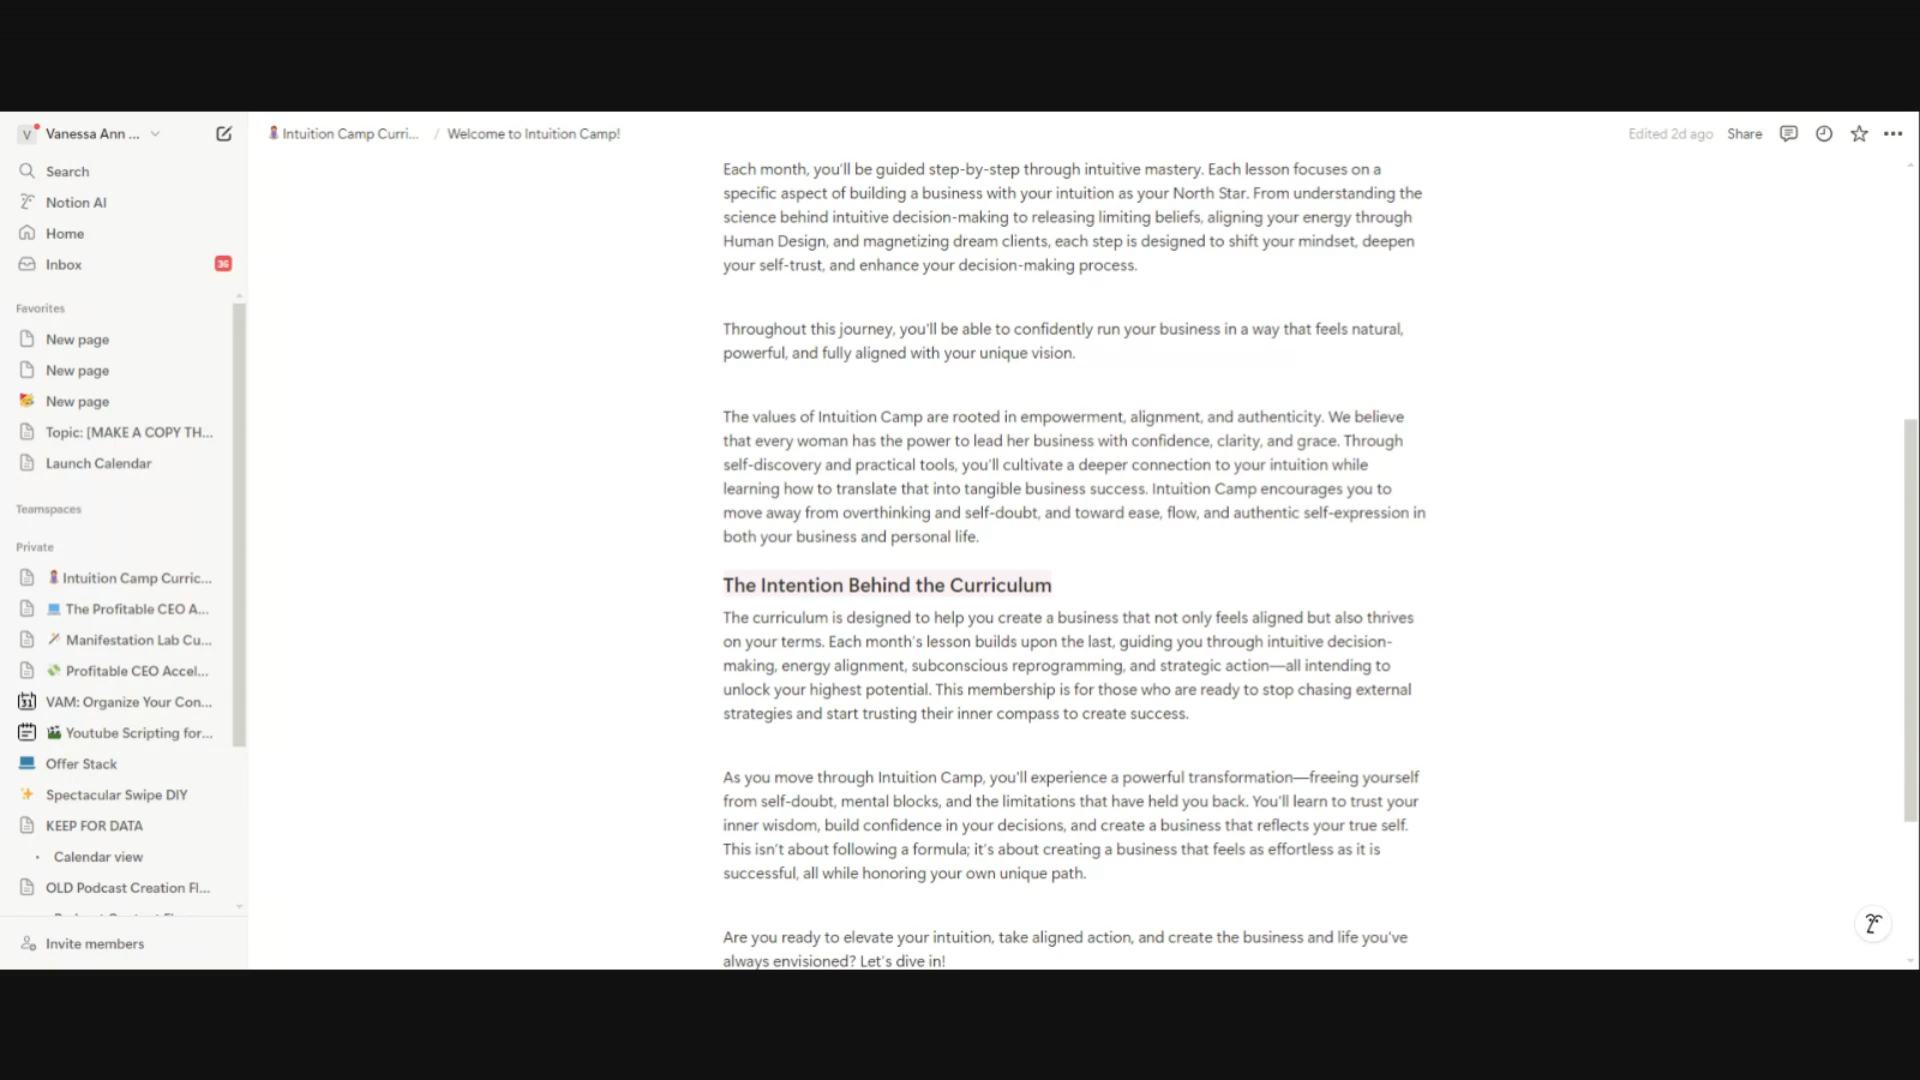 Vanessa Ann ...
Search
Notion AI
Home
Inbox
36
Favorites
New page
New page
New page
Topic: [MAKE A COPY TH...
Launch Calendar
Teamspaces
Private
Intuition Camp Curric...
The Profitable CEO A...
Manifestation Lab Cu...
Profitable CEO Accel...
VAM: Organize Your Con...
Youtube Scripting for...
Offer Stack
Spectacular Swipe DIY
KEEP FOR DATA
Calendar view
OLD Podcast Creation Fl...
Invite members
Intuition Camp Curri... / Welcome to Intuition Camp!
Edited 2d ago Share
Each month, you'll be guided step-by-step through intuitive mastery. Each lesson focuses on a
specific aspect of building a business with your intuition as your North Star. From understanding the
science behind intuitive decision-making to releasing limiting beliefs, aligning your energy through
Human Design, and magnetizing dream clients, each step is designed to shift your mindset, deepen
your self-trust, and enhance your decision-making process.
Throughout this journey, you'll be able to confidently run your business in a way that feels natural,
powerful, and fully aligned with your unique vision.
The values of Intuition Camp are rooted in empowerment, alignment, and authenticity. We believe
that every woman has the power to lead her business with confidence, clarity, and grace. Through
self-discovery and practical tools, you'll cultivate a deeper connection to your intuition while
learning how to translate that into tangible business success. Intuition Camp encourages you to
move away from overthinking and self-doubt, and toward ease, flow, and authentic self-expression in
both your business and personal life.
The Intention Behind the Curriculum
The curriculum is designed to help you create a business that not only feels aligned but also thrives
on your terms. Each month's lesson builds upon the last, guiding you through intuitive decision-
making, energy alignment, subconscious reprogramming, and strategic action—all intending to
unlock your highest potential. This membership is for those who are ready to stop chasing external
strategies and start trusting their inner compass to create success.
As you move through Intuition Camp, you'll experience a powerful transformation—freeing yourself
from self-doubt, mental blocks, and the limitations that have held you back. You'll learn to trust your
inner wisdom, build confidence in your decisions, and create a business that reflects your true self.
This isn't about following a formula; it's about creating a business that feels as effortless as it is
successful, all while honoring your own unique path.
Are you ready to elevate your intuition, take aligned action, and create the business and life you've
always envisioned? Let's dive in!